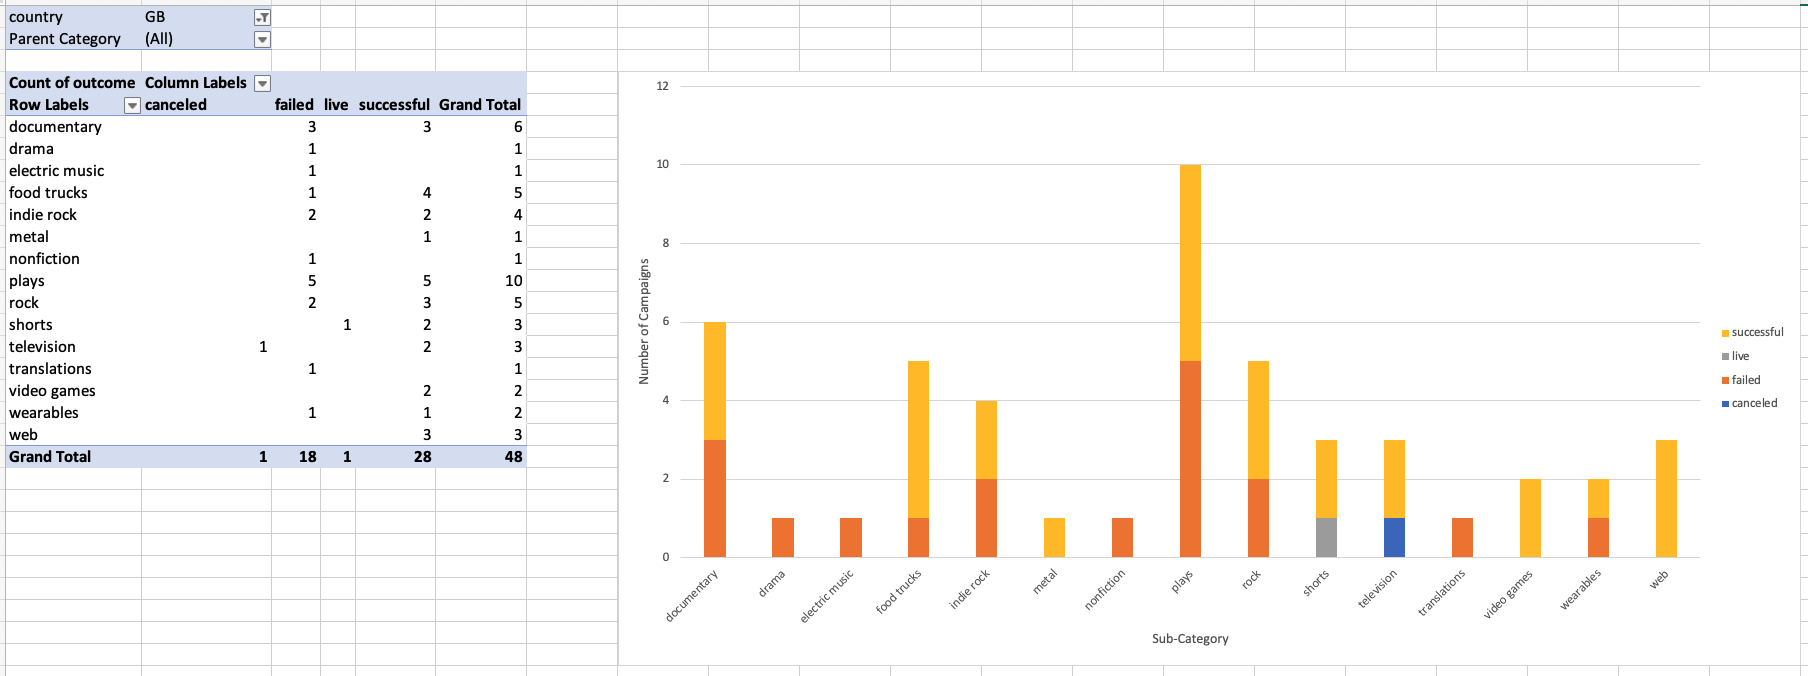 country GB
Parent Category (All)
Count of outcome Column Labels
Row Labels canceled failed live successful Grand Total
documentary 3 3 6
drama 1 1
electric music 1 1
food trucks 1 4 5
indie rock 2 2 4
metal 1 1
nonfiction 1 1
plays 5 5 10
rock 2 3 5
shorts 1 2 3
television 1 2 3
translations 1 1
video games 2 2
wearables 1 1 2
web 3 3
Grand Total 1 18 1 28 48
12
10
8
6
4
2
0
Number of Campaigns
documentary
drama
electric music
food trucks
indie rock
metal
nonfiction
plays
rock
shorts
television
translations
video games
wearables
web
Sub-Category
successful
live
failed
canceled